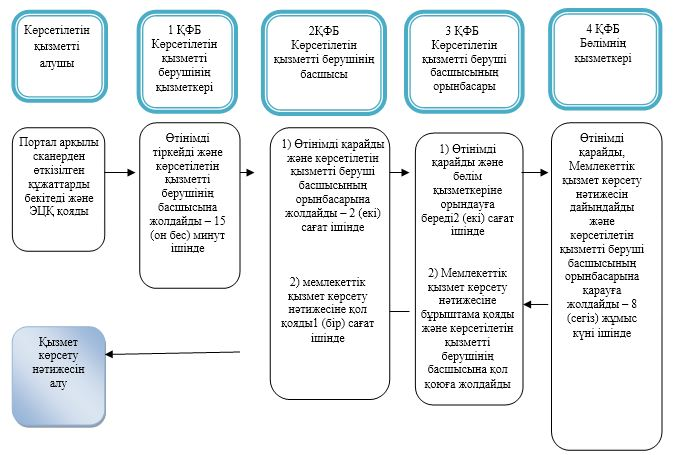 Көрсетілетін
қызметті
алушы
1 ҚФБ
Көрсетілетін
қызметті
берушінің
қызметкері
2ҚФБ
Көрсетілетін
қызметті берушінің
басшысы
3 ҚФБ
Көрсетілетін
қызметті беруші
басшысының
орынбасары
4 ҚФБ
Бөлімнің
қызметкері
Портал арқылы
сканерден
өткізілген
құжаттарды
бекітеді және
ЭЦҚ қояды
Өтінімді
тіркейді және
көрсетілетін
қызметті
берушінің
басшысына
жолдайды – 15
(он бес) минут
ішінде
1) Өтінімді қарайды
және көрсетілетін
қызметті беруші
басшысының
орынбасарына
жолдайды – 2 (екі)
сағат ішінде
2) мемлекеттік
қызмет көрсету
нәтижесіне қол
қояды1 (бір) сағат
ішінде
1) Өтінімді
қарайды және
бөлім
қызметкеріне
орындауға
береді2 (екі) сағат
ішінде
2) Мемлекеттік
қызмет көрсету
нәтижесіне
бұрыштама қояды
және көрсетілетін
қызметті
берушінің
басшысына қол
қоюға жолдайды
Өтінімді
қарайды,
Мемлекеттік
қызмет көрсету
нәтижесін
дайындайды
және
көрсетілетін
қызметті беруші
басшысының
орынбасарына
қарауға
жолдайды – 8
(сегіз) жұмыс
күні ішінде
Қызмет
көрсету
нәтижесін
алу